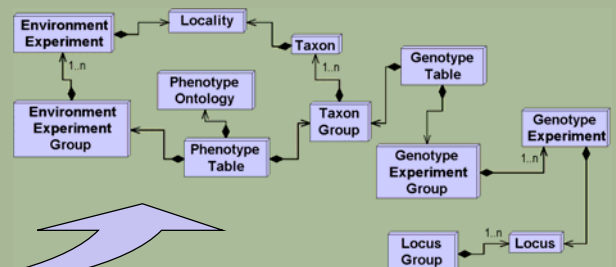 Environment
Experiment
Locality
Taxon
1..n
1..n
Genotype
Table
Phenotype
Ontology
Environment
Experiment
Group
Taxon
Group
Phenotype
Table
Genotype
Experiment
Genotype
Experiment
Group
1..n
Locus
Group
1..n
Locus